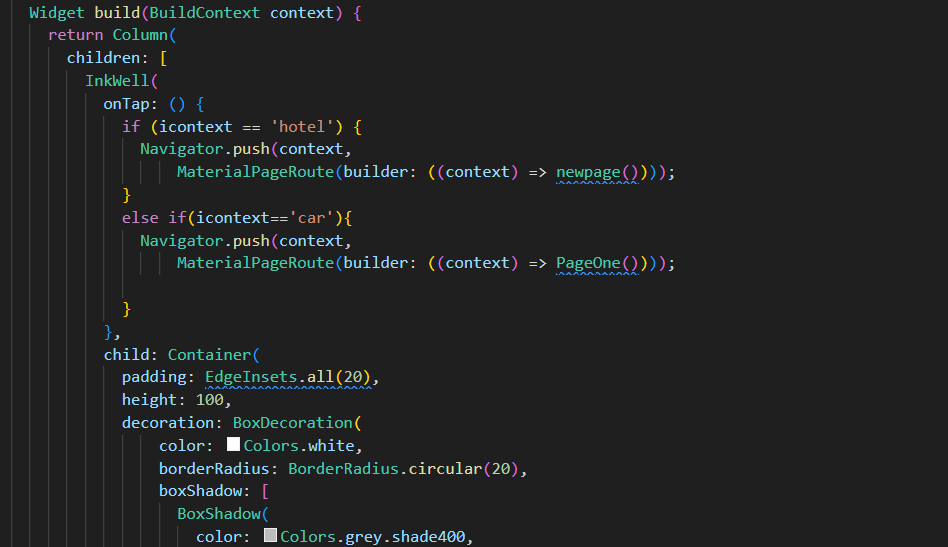 Widget build(BuildContext context) {
return Column(
children: [
InkWell(
onTap: () {
if (icontext == 'hotel') {
Navigator.push(context,
MaterialPageRoute(builder: ((context) => newpage())));
}
else if(icontext=='car'){
Navigator.push(context,
MaterialPageRoute(builder: ((context) => PageOne())));
}
},
child: Container(
padding: EdgeInsets.all(20),
height: 100,
decoration: BoxDecoration(
color: Colors.white,
borderRadius: BorderRadius.circular(20),
boxShadow: [
BoxShadow(
color: Colors.grey.shade400,